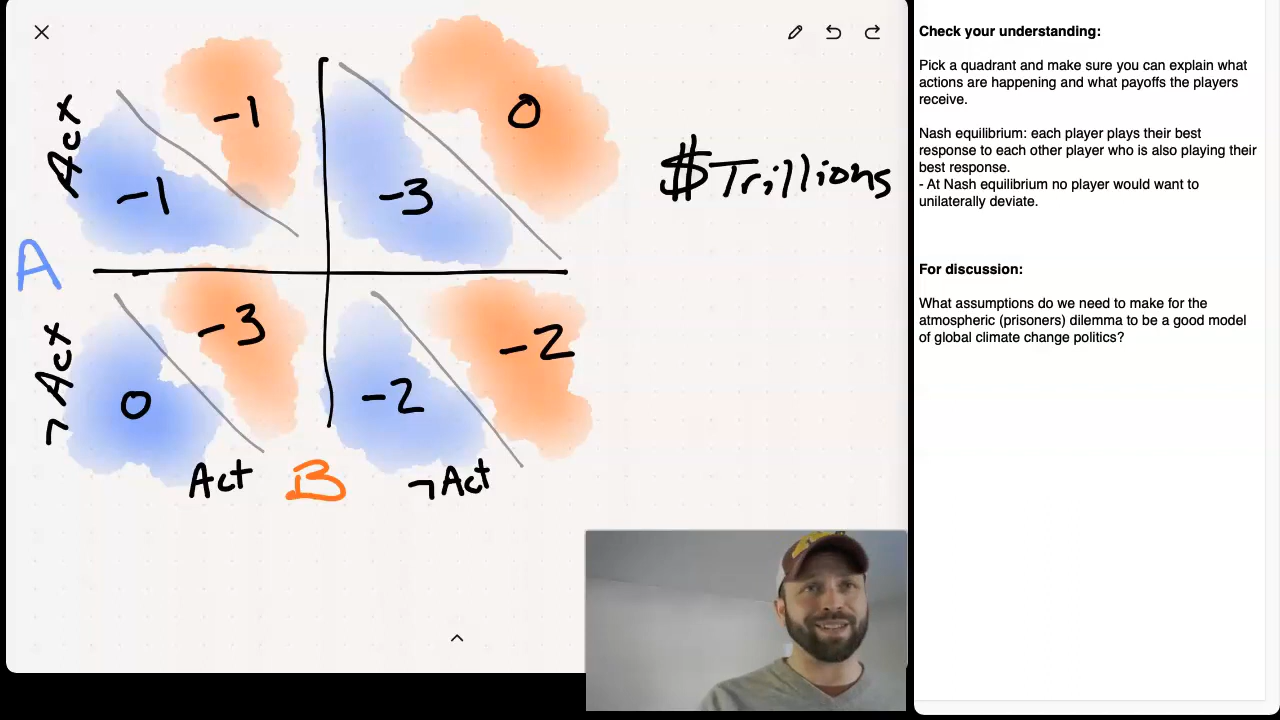 Act
-1
-1
0
-3
$Trillions
A
¬Act
-3
0
-2
-2
Act
B
¬Act
Check your understanding:
Pick a quadrant and make sure you can explain what
actions are happening and what payoffs the players
receive.
Nash equilibrium: each player plays their best
response to each other player who is also playing their
best response.
- At Nash equilibrium no player would want to
unilaterally deviate.
For discussion:
What assumptions do we need to make for the
atmospheric (prisoners) dilemma to be a good model
of global climate change politics?